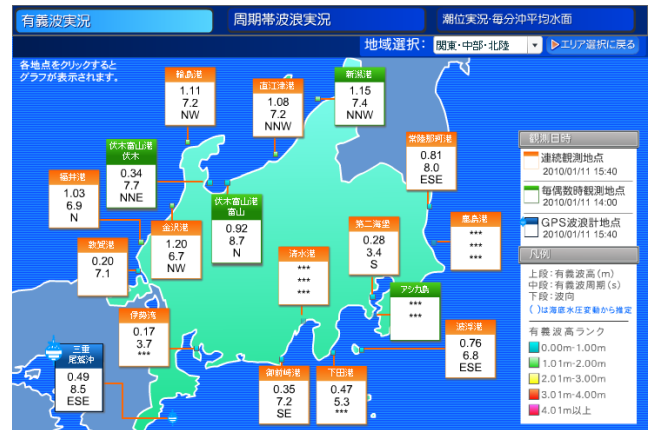 有義波実況
周期帯波浪実況
潮位実況・毎分沖平均水面
地域選択:
関東・中部・北陸
▶エリア選択に戻る
各地点をクリックすると
グラフが表示されます。
輪島港
1.11
7.2
NW
直江津港
1.08
7.2
NNW
新潟港
1.15
7.4
NNW
常陸那珂港
0.81
8.0
ESE
伏木富山港
伏木
0.34
7.7
NNE
福井港
1.03
6.9
N
伏木富山港
富山
0.92
8.7
N
金沢港
1.20
6.7
NW
敦賀港
0.20
7.1
第二海堡
0.28
3.4
S
鹿島港
***
***
***
清水港
***
***
***
アシカ島
***
***
伊勢湾
0.17
3.7
***
波浮港
0.76
6.8
ESE
三重
尾鷲沖
0.49
8.5
ESE
御前崎港
0.35
7.2
SE
下田港
0.47
5.3
***
観測日時
連続観測地点
2010/01/11 15:40
毎偶数時観測地点
2010/01/11 14:00
GPS波浪計地点
2010/01/11 15:40
凡例
上段:有義波高(m)
中段:有義波周期(s)
下段:波向
( )は海底水圧変動から推定
有義波高ランク
0.00m-1.00m
1.01m-2.00m
2.01m-3.00m
3.01m-4.00m
4.01m以上